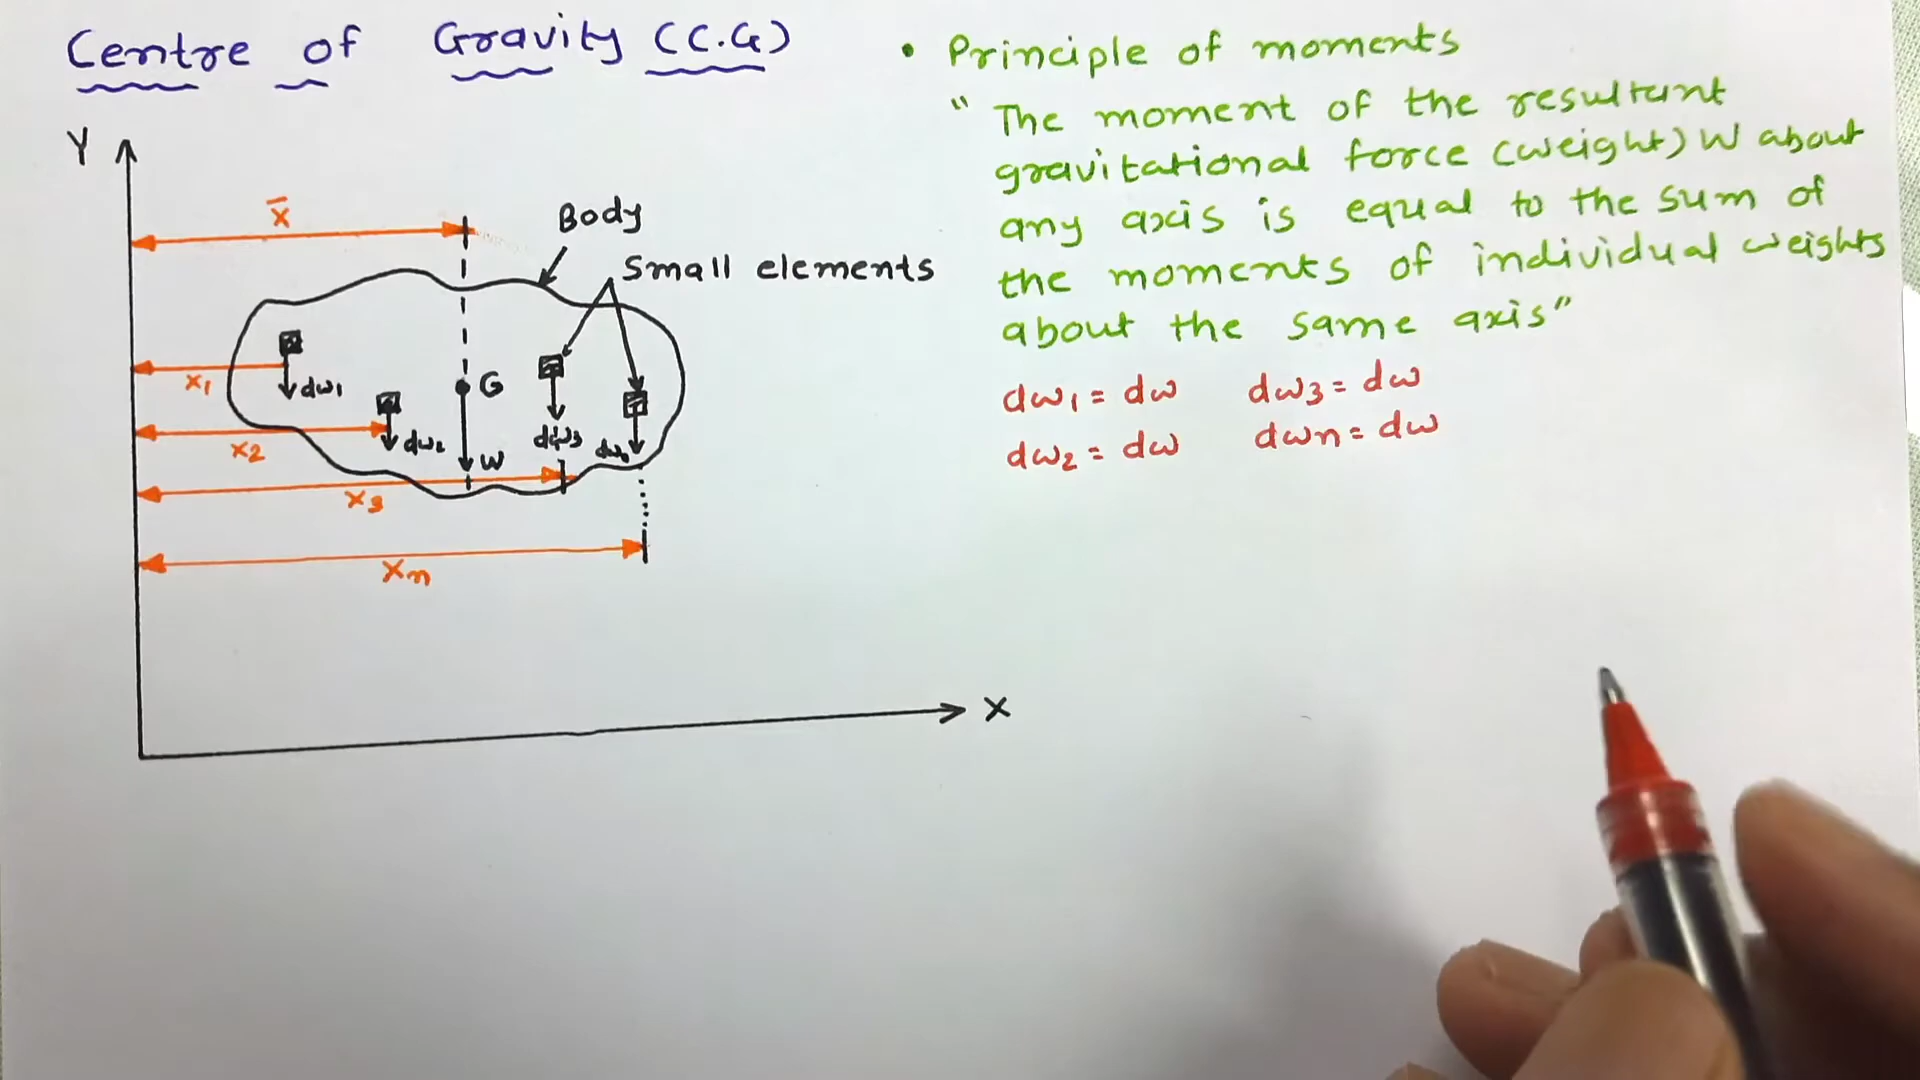 Centre of Gravity (C.G)
Y
x̄
Body
Small elements
x1
dw1
x2
dw2
G
W
dw3
dwn
x3
xn
X
• Principle of moments
" The moment of the resultant
gravitational force (weight) W about
any axis is equal to the sum of
the moments of individual weights
about the same axis"
dw1 = dw dw3 = dw
dw2 = dw dwn = dw